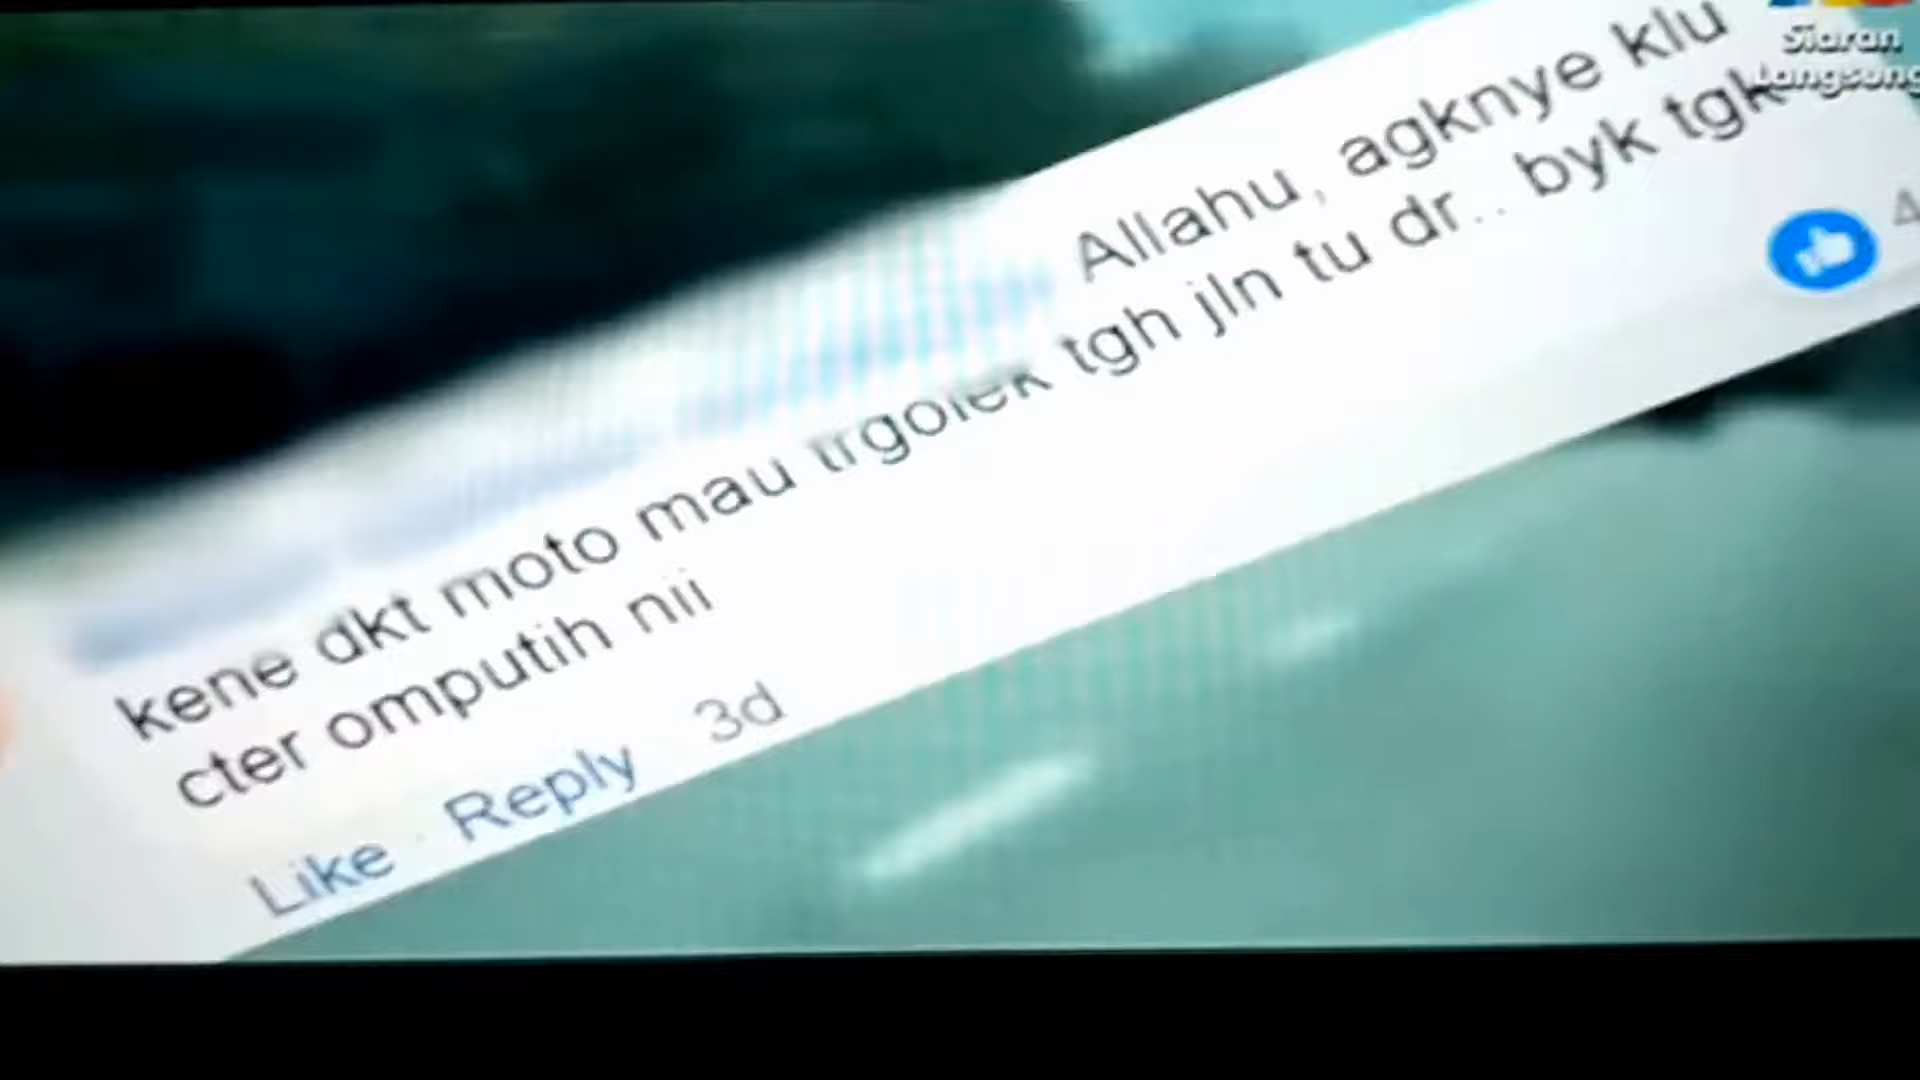 Allahu, agknye klu
kene dkt moto mau trgolek tgh jln tu dr.. byk tgk
cter omputih nii
Like · Reply 3d
4
Siaran
Langsung